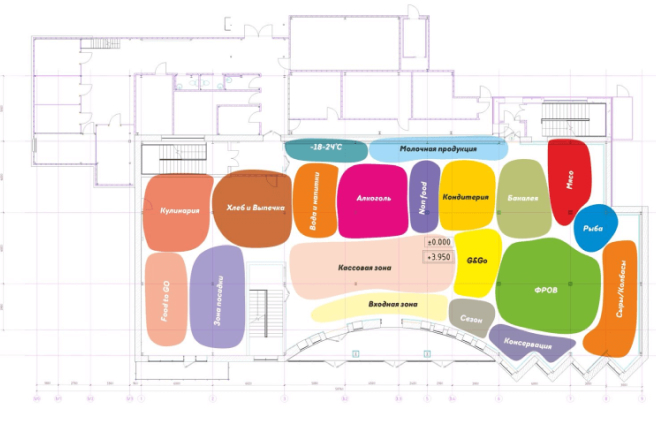 -18-24°C
Молочная продукция
Кулинария
Хлеб и Выпечка
Вода и напитки
Алкоголь
Non food
Кондитерия
Бакалея
Мясо
Рыба
±0.000
+3.950
Кассовая зона
G&Go
ФРОВ
Сыры/Колбасы
Food to GO
Зона посадки
Входная зона
Сезон
Консервация